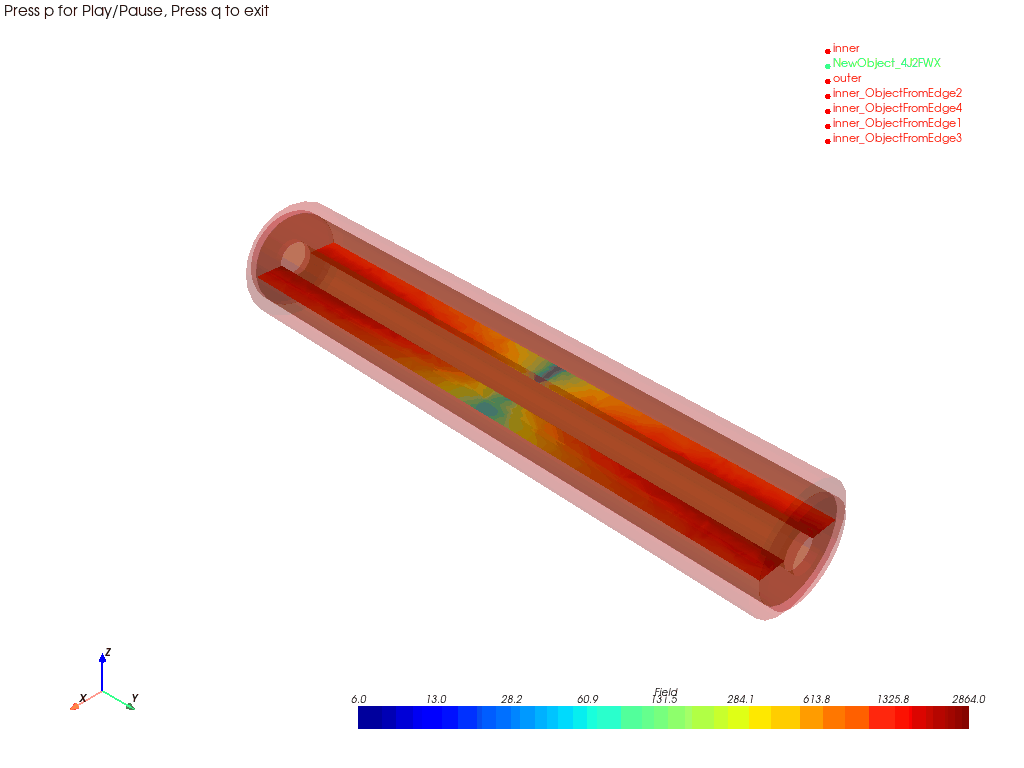 Press p for Play/Pause, Press q to exit
inner
NewObject_4J2FWX
outer
inner_ObjectFromEdge2
inner_ObjectFromEdge4
inner_ObjectFromEdge1
inner_ObjectFromEdge3
Z
X Y
Field
6.0 13.0 28.2 60.9 131.5 284.1 613.8 1325.8 2864.0